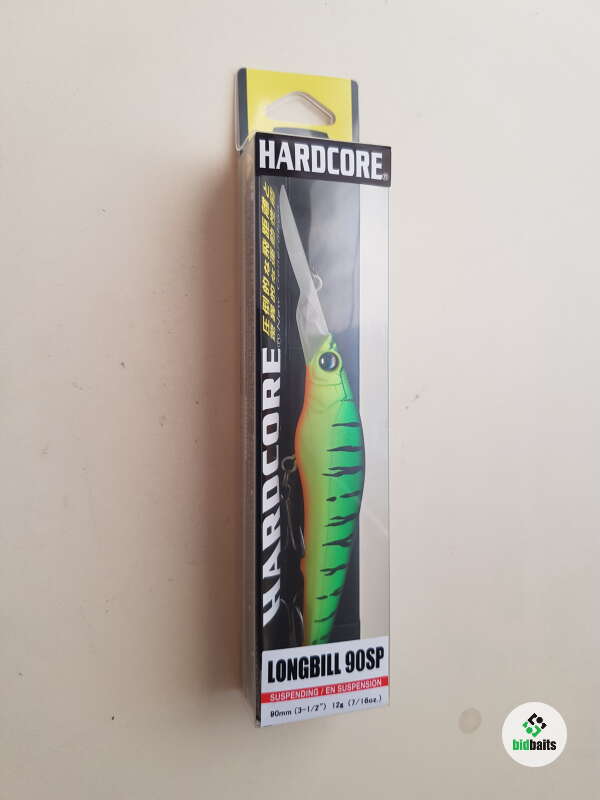 HARDCORE®
HARDCORE
LONGBILL 90SP
SUSPENDING / EN SUSPENSION
90mm (3-1/2") 12g (7/16oz.)
bidbaits